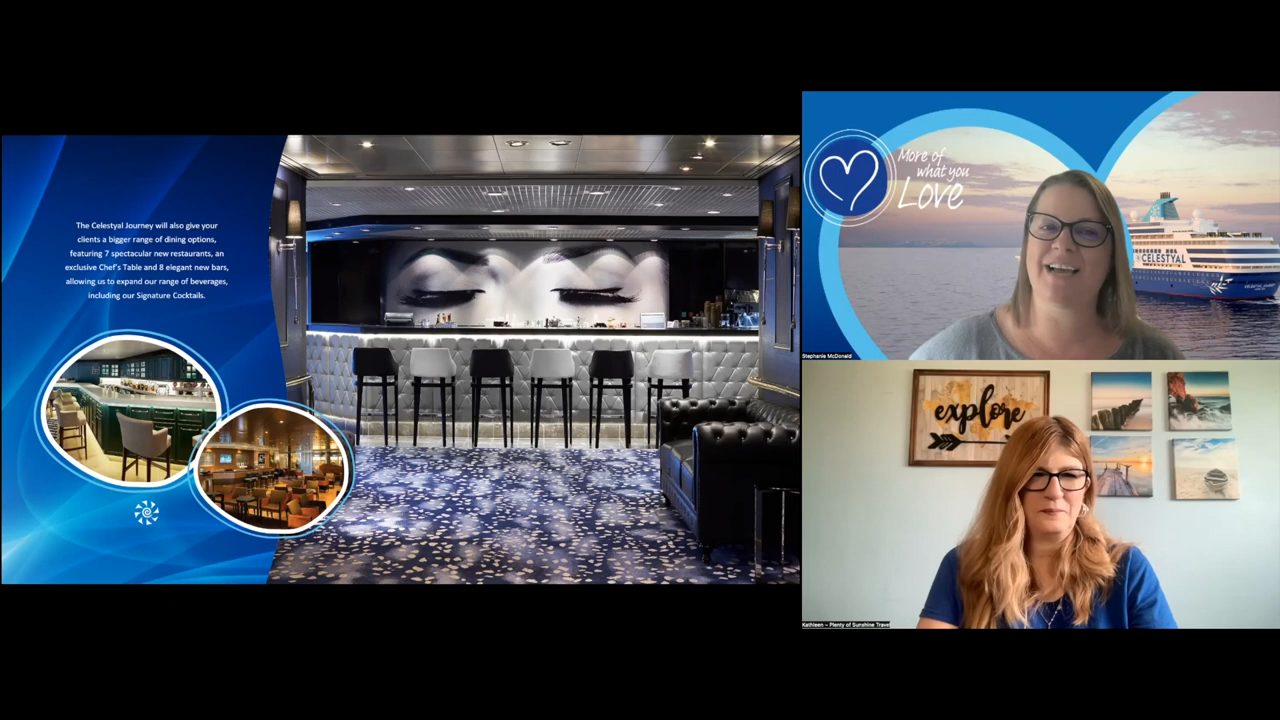 The Celestyal Journey will also give your
clients a bigger range of dining options,
featuring 7 spectacular new restaurants, an
exclusive Chef's Table and 8 elegant new bars,
allowing us to expand our range of beverages,
including our Signature Cocktails.
More of
what you
Love
CELESTYAL
Stephanie McDonald
explore
Kathleen – Plenty of Sunshine Travel